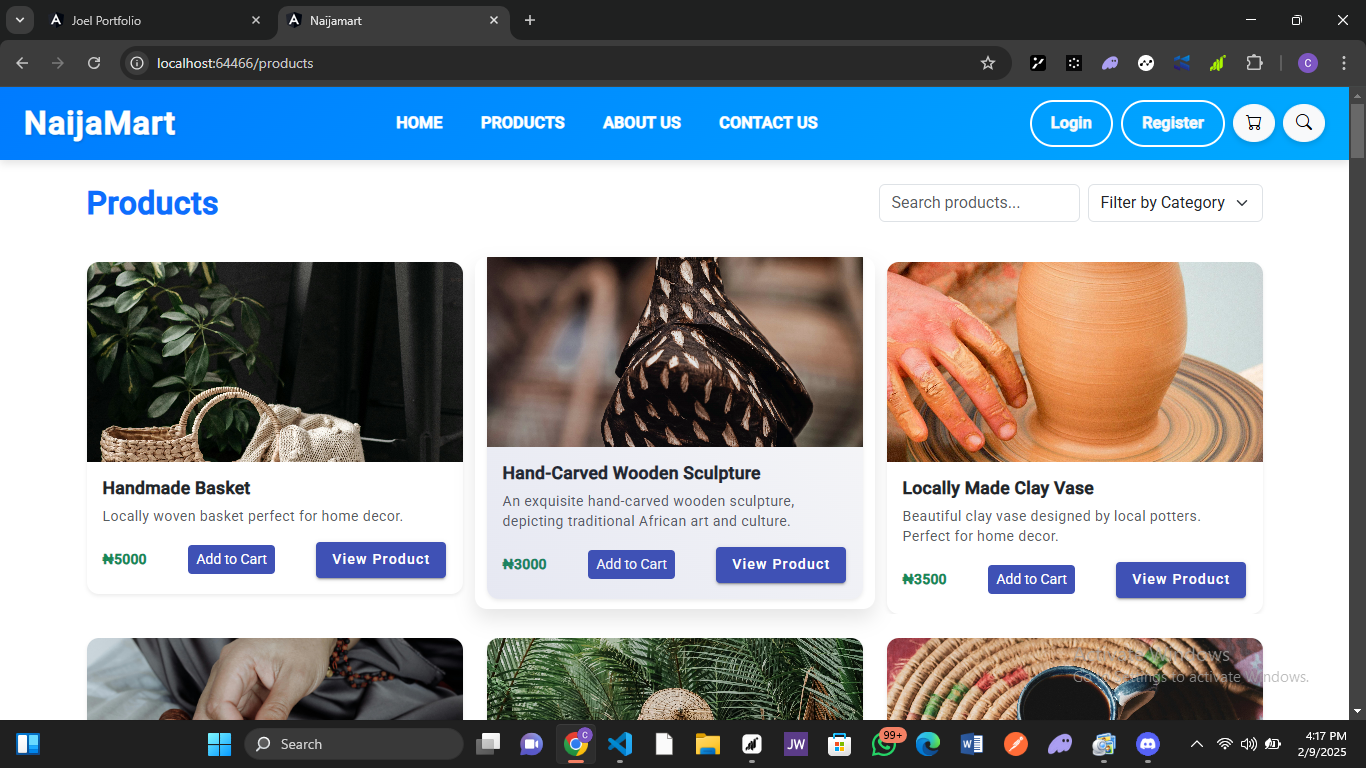 Joel Portfolio
Naijamart
localhost:64466/products
C
NaijaMart
HOME PRODUCTS ABOUT US CONTACT US
Login Register
Products
Search products...
Filter by Category
Handmade Basket
Locally woven basket perfect for home decor.
₦5000 Add to Cart View Product
Hand-Carved Wooden Sculpture
An exquisite hand-carved wooden sculpture,
depicting traditional African art and culture.
₦3000 Add to Cart View Product
Locally Made Clay Vase
Beautiful clay vase designed by local potters.
Perfect for home decor.
₦3500 Add to Cart View Product
Activate Windows
Go to Settings to activate Windows.
Search
C
JW
99+
4:17 PM
2/9/2025